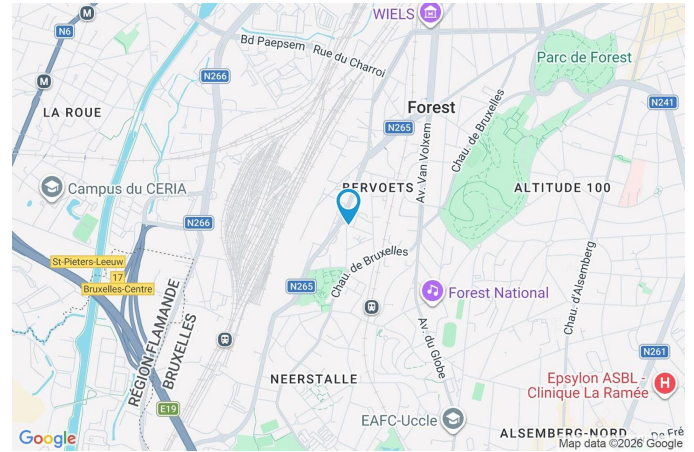 WIELS
N6
M
Bd Paepsem
Rue du Charroi
Parc de Forest
N266
M
Forest
N241
LA ROUE
N265
Av. Van Volxem
Chau. de Bruxelles
Campus du CERIA
BERVOETS
ALTITUDE 100
N266
St-Pieters-Leeuw
17
Bruxelles-Centre
Chau. de Bruxelles
N265
Forest National
Chau. d'Alsemberg
RÉGION FLAMANDE
BRUXELLES
Av. du Globe
N261
NEERSTALLE
Epsylon ASBL -
Clinique La Ramée
H
E19
EAFC-Uccle
ALSEMBERG-NORD
De Fré
Google
Map data ©2026 Google